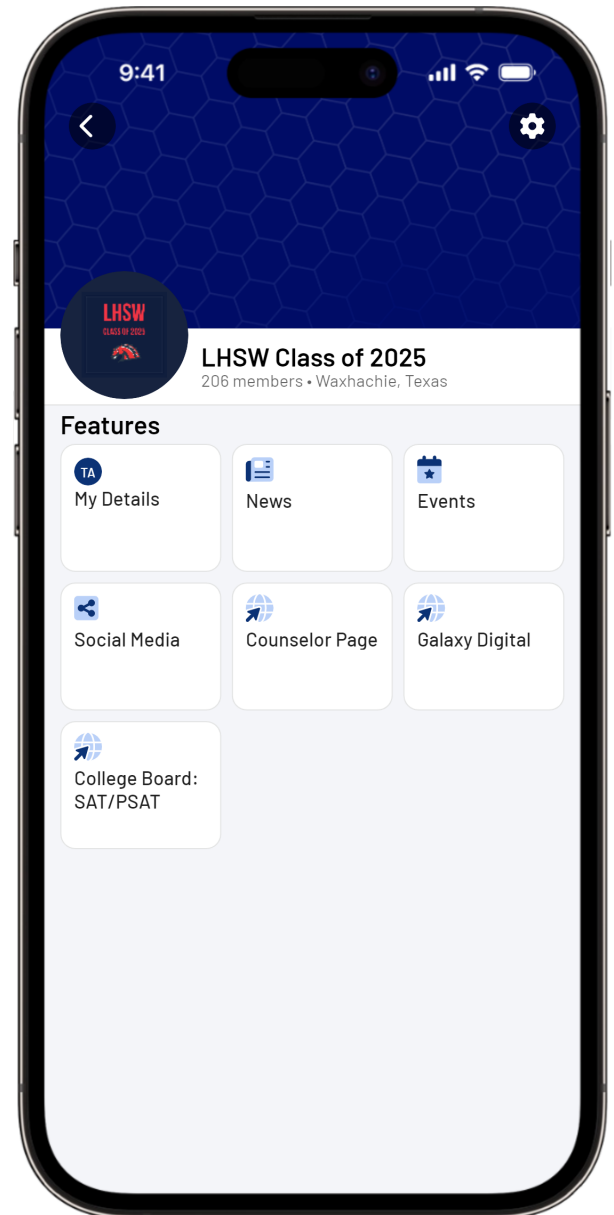 9:41
LHSW
CLASS OF 2025
LHSW Class of 2025
206 members • Waxhachie, Texas
Features
TA
My Details
News
Events
Social Media
Counselor Page
Galaxy Digital
College Board:
SAT/PSAT